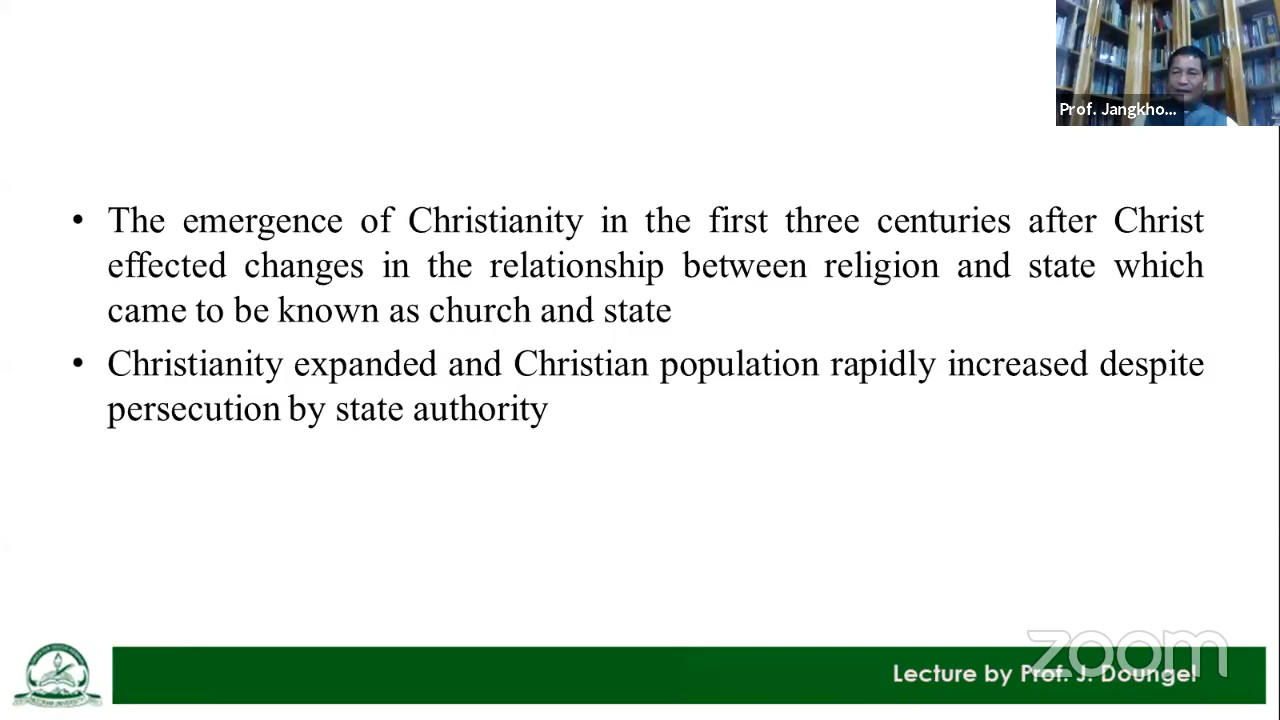 Prof. Jangkho...
• The emergence of Christianity in the first three centuries after Christ
effected changes in the relationship between religion and state which
came to be known as church and state
• Christianity expanded and Christian population rapidly increased despite
persecution by state authority
zoom
Lecture by Prof. J. Doungel